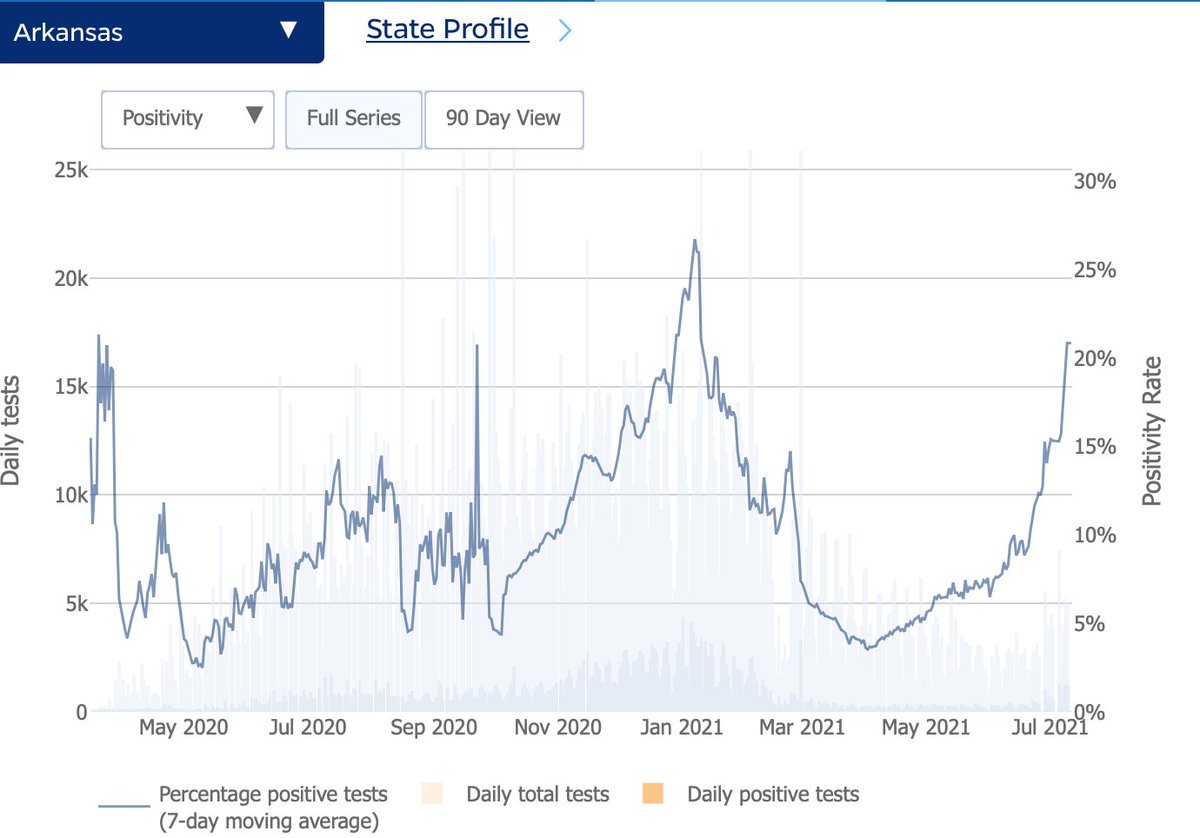 Arkansas ▼ State Profile >
Positivity ▼ Full Series 90 Day View
25k
20k
15k
10k
5k
0
Daily tests
30%
25%
20%
15%
10%
5%
0%
Positivity Rate
May 2020 Jul 2020 Sep 2020 Nov 2020 Jan 2021 Mar 2021 May 2021 Jul 2021
Percentage positive tests Daily total tests Daily positive tests
(7-day moving average)